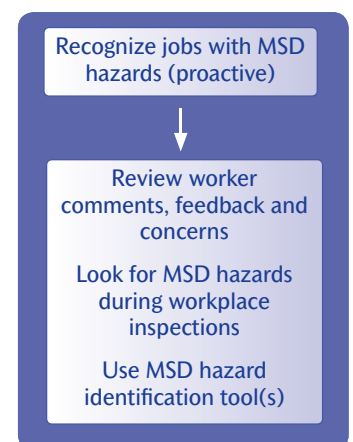 Recognize jobs with MSD
hazards (proactive)
Review worker
comments, feedback and
concerns
Look for MSD hazards
during workplace
inspections
Use MSD hazard
identification tool(s)